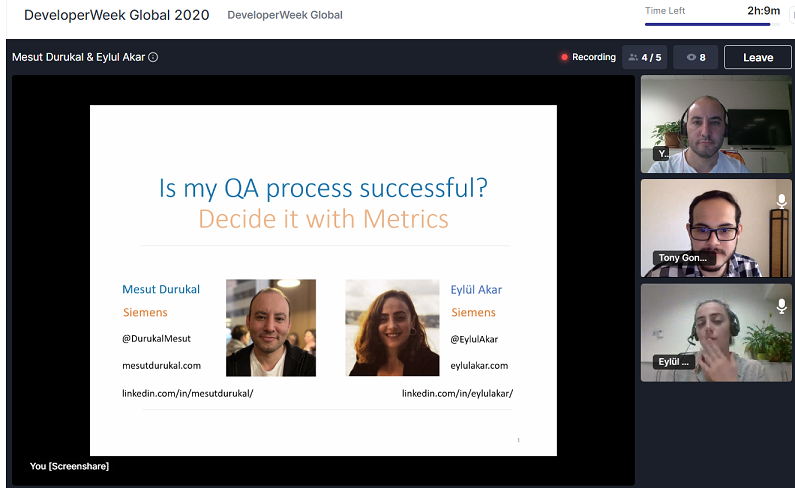 DeveloperWeek Global 2020
DeveloperWeek Global
Time Left
2h:9m
Mesut Durukal & Eylul Akar
Recording
4 / 5
8
Leave
Is my QA process successful?
Decide it with Metrics
Mesut Durukal
Siemens
@DurukalMesut
mesutdurukal.com
linkedin.com/in/mesutdurukal/
Eylül Akar
Siemens
@EylulAkar
eylulakar.com
linkedin.com/in/eylulakar/
1
You [Screenshare]
Y...
Tony Gon...
Eylül ...